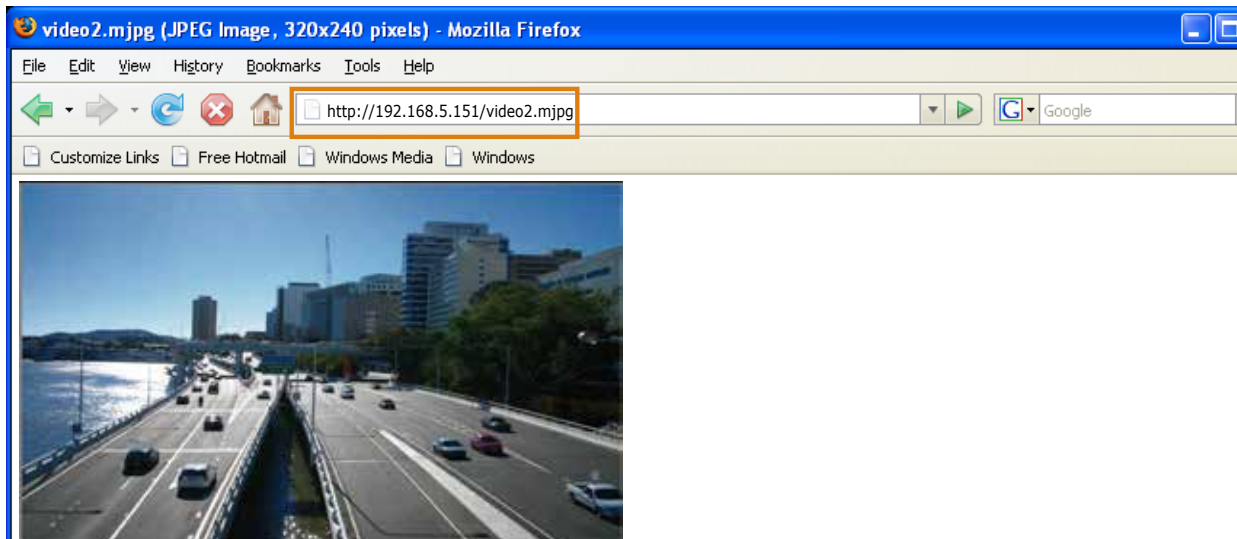 video2.mjpg (JPEG Image, 320x240 pixels) - Mozilla Firefox
File Edit View History Bookmarks Tools Help
http://192.168.5.151/video2.mjpg G Google
Customize Links Free Hotmail Windows Media Windows